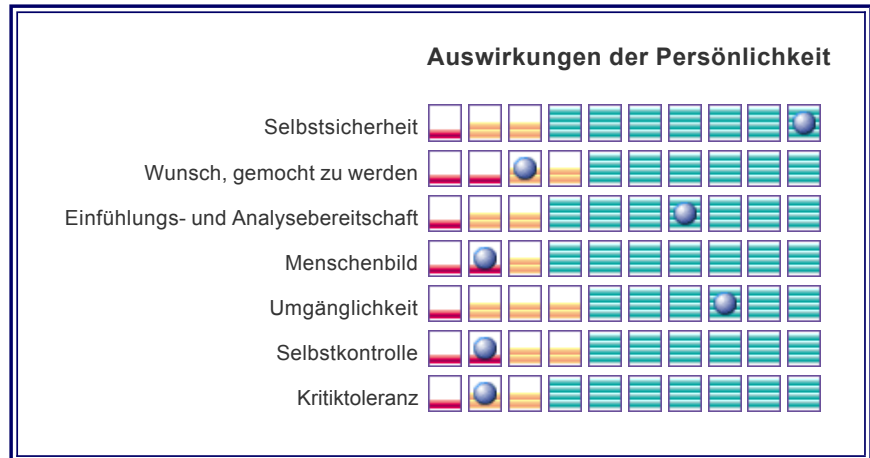 Auswirkungen der Persönlichkeit
Selbstsicherheit
Wunsch, gemocht zu werden
Einfühlungs- und Analysebereitschaft
Menschenbild
Umgänglichkeit
Selbstkontrolle
Kritiktoleranz